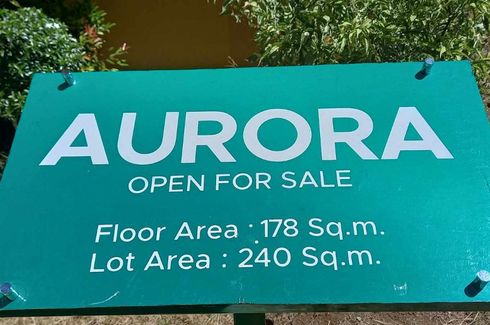 AURORA
OPEN FOR SALE
Floor Area : 178 Sq.m.
Lot Area : 240 Sq.m.